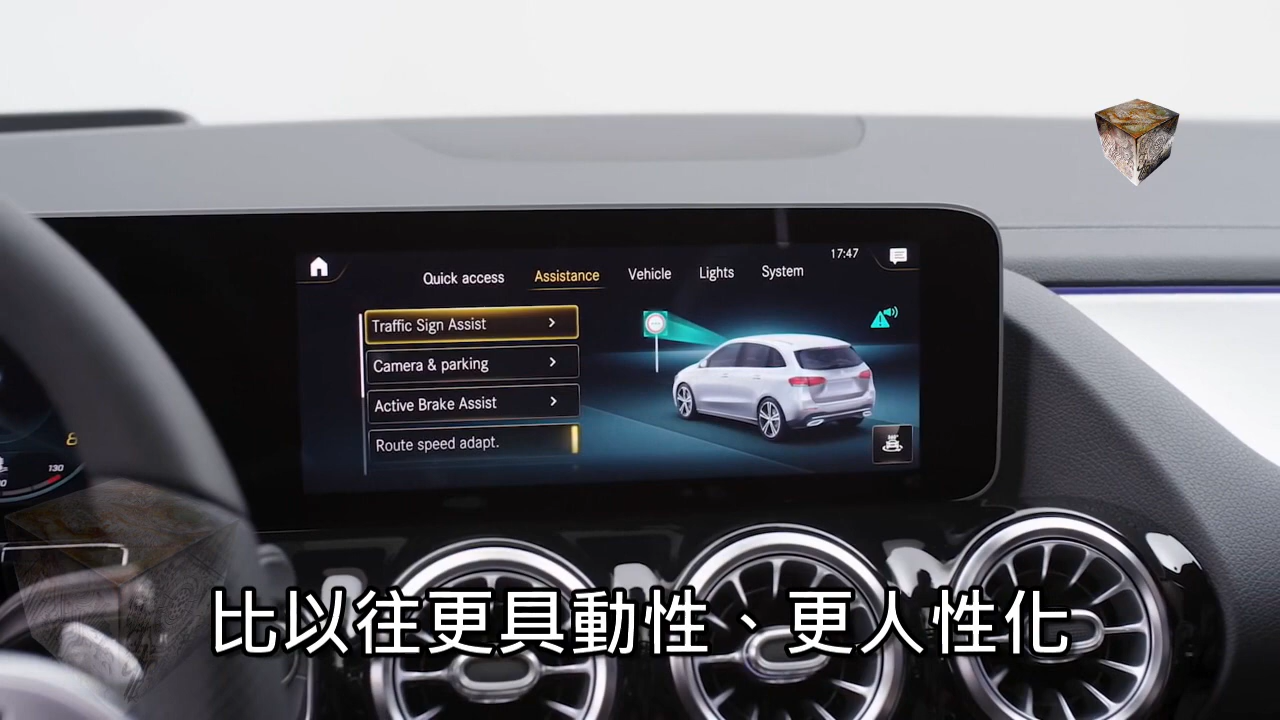 17:47
Quick access Assistance Vehicle Lights System
Traffic Sign Assist
Camera & parking
Active Brake Assist
Route speed adapt.
130
比以往更具動性、更人性化